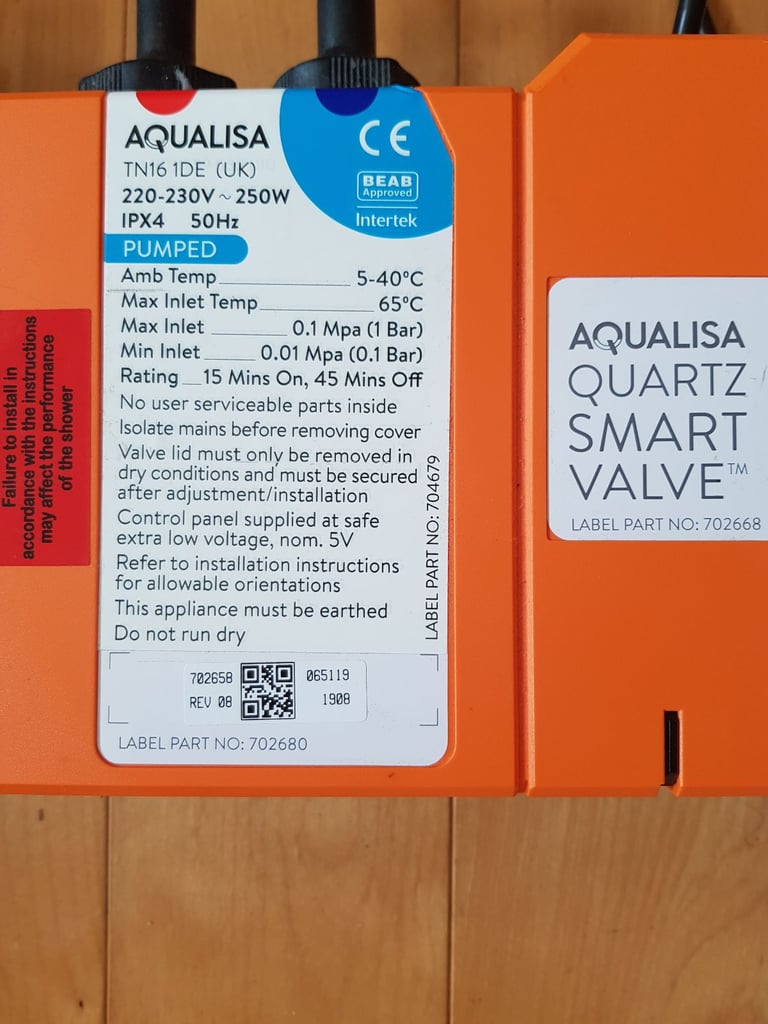 AQUALISA
TN16 1DE (UK)
220-230V ~ 250W
IPX4 50Hz
CE
BEAB
Approved
Intertek
PUMPED
Amb Temp 5-40°C
Max Inlet Temp 65°C
Max Inlet 0.1 Mpa (1 Bar)
Min Inlet 0.01 Mpa (0.1 Bar)
Rating 15 Mins On, 45 Mins Off
No user serviceable parts inside
Isolate mains before removing cover
Valve lid must only be removed in
dry conditions and must be secured
after adjustment/installation
Control panel supplied at safe
extra low voltage, nom. 5V
Refer to installation instructions
for allowable orientations
This appliance must be earthed
Do not run dry
LABEL PART NO: 704679
702658 065119
REV 08 1908
LABEL PART NO: 702680
Failure to install in
accordance with the instructions
may affect the performance
of the shower
AQUALISA
QUARTZ
SMART
VALVE™
LABEL PART NO: 702668